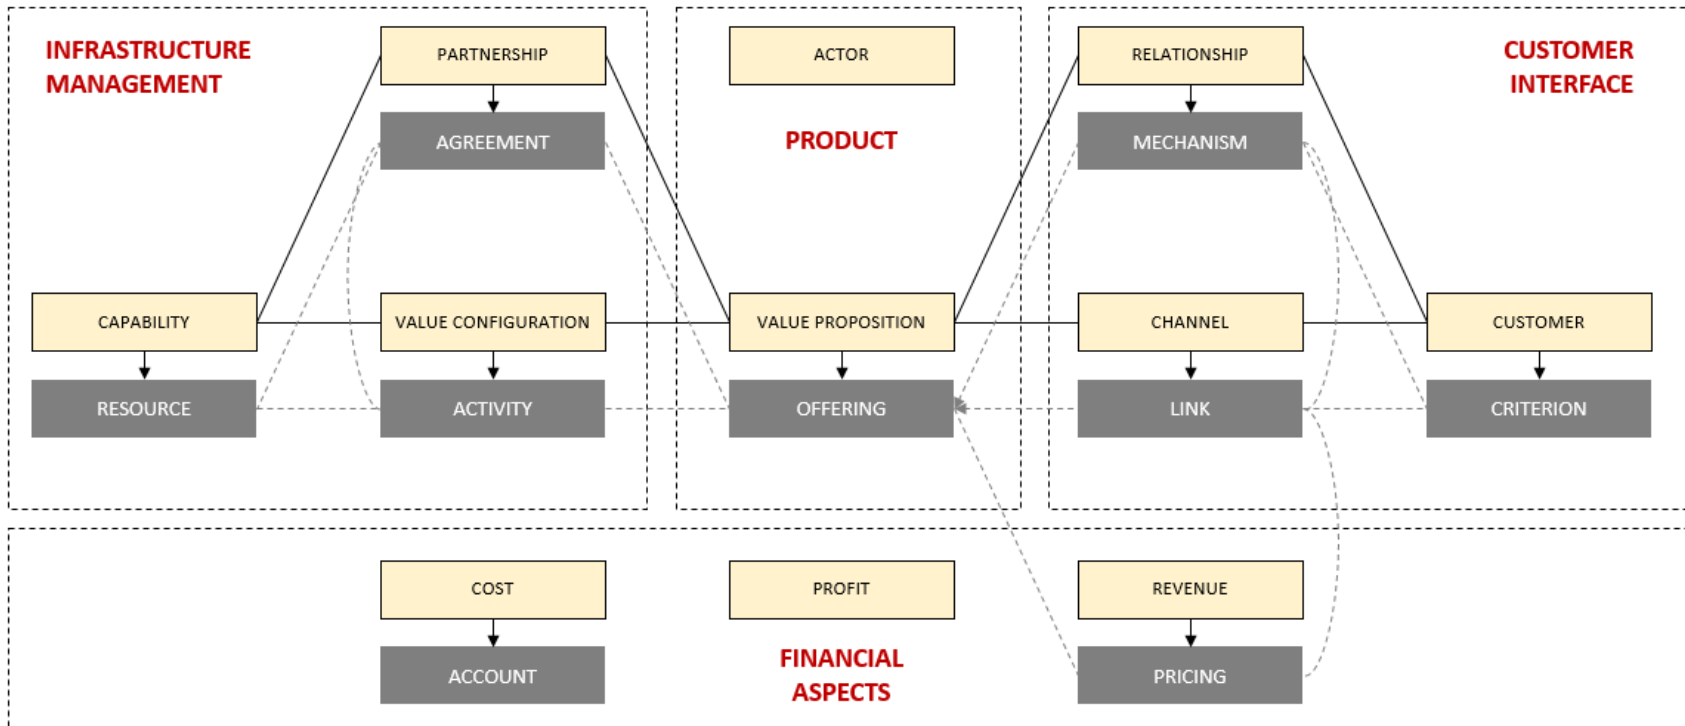 INFRASTRUCTURE
MANAGEMENT
PARTNERSHIP
AGREEMENT
CAPABILITY
RESOURCE
VALUE CONFIGURATION
ACTIVITY
ACTOR
PRODUCT
VALUE PROPOSITION
OFFERING
CUSTOMER
INTERFACE
RELATIONSHIP
MECHANISM
CHANNEL
LINK
CUSTOMER
CRITERION
COST
ACCOUNT
PROFIT
FINANCIAL
ASPECTS
REVENUE
PRICING